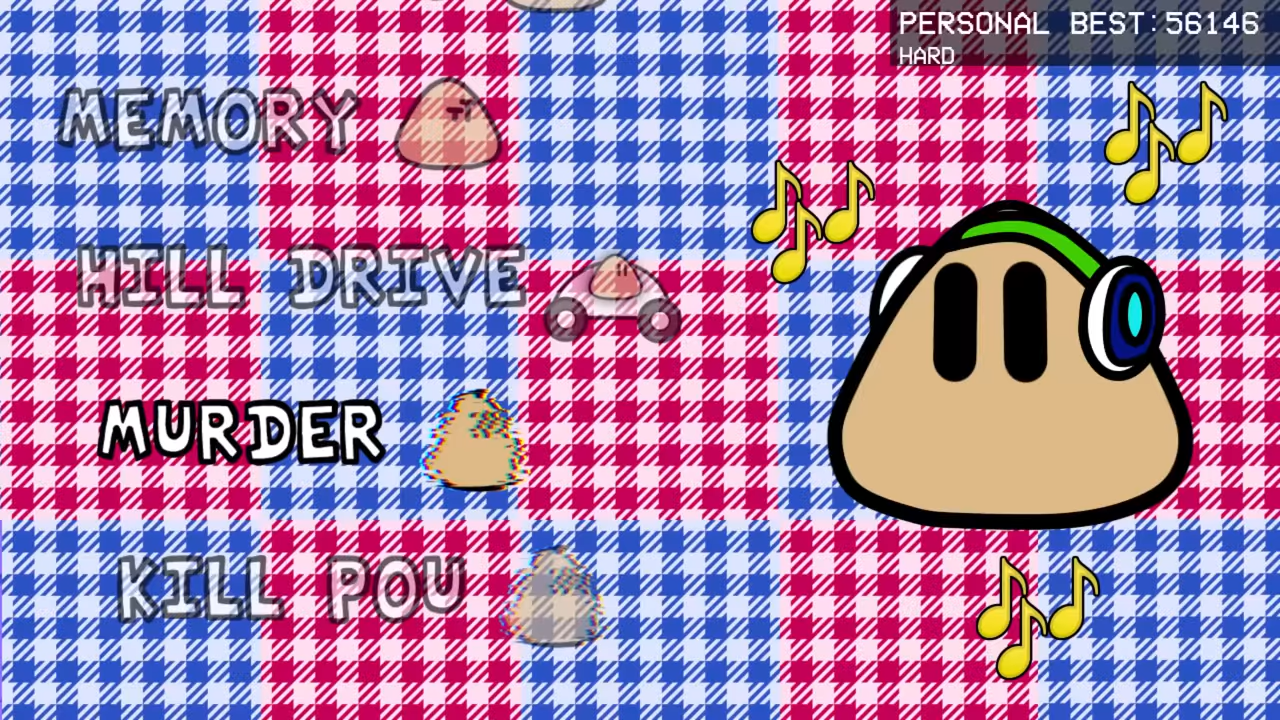 PERSONAL BEST:56146
HARD
MEMORY
HILL DRIVE
MURDER
KILL POU